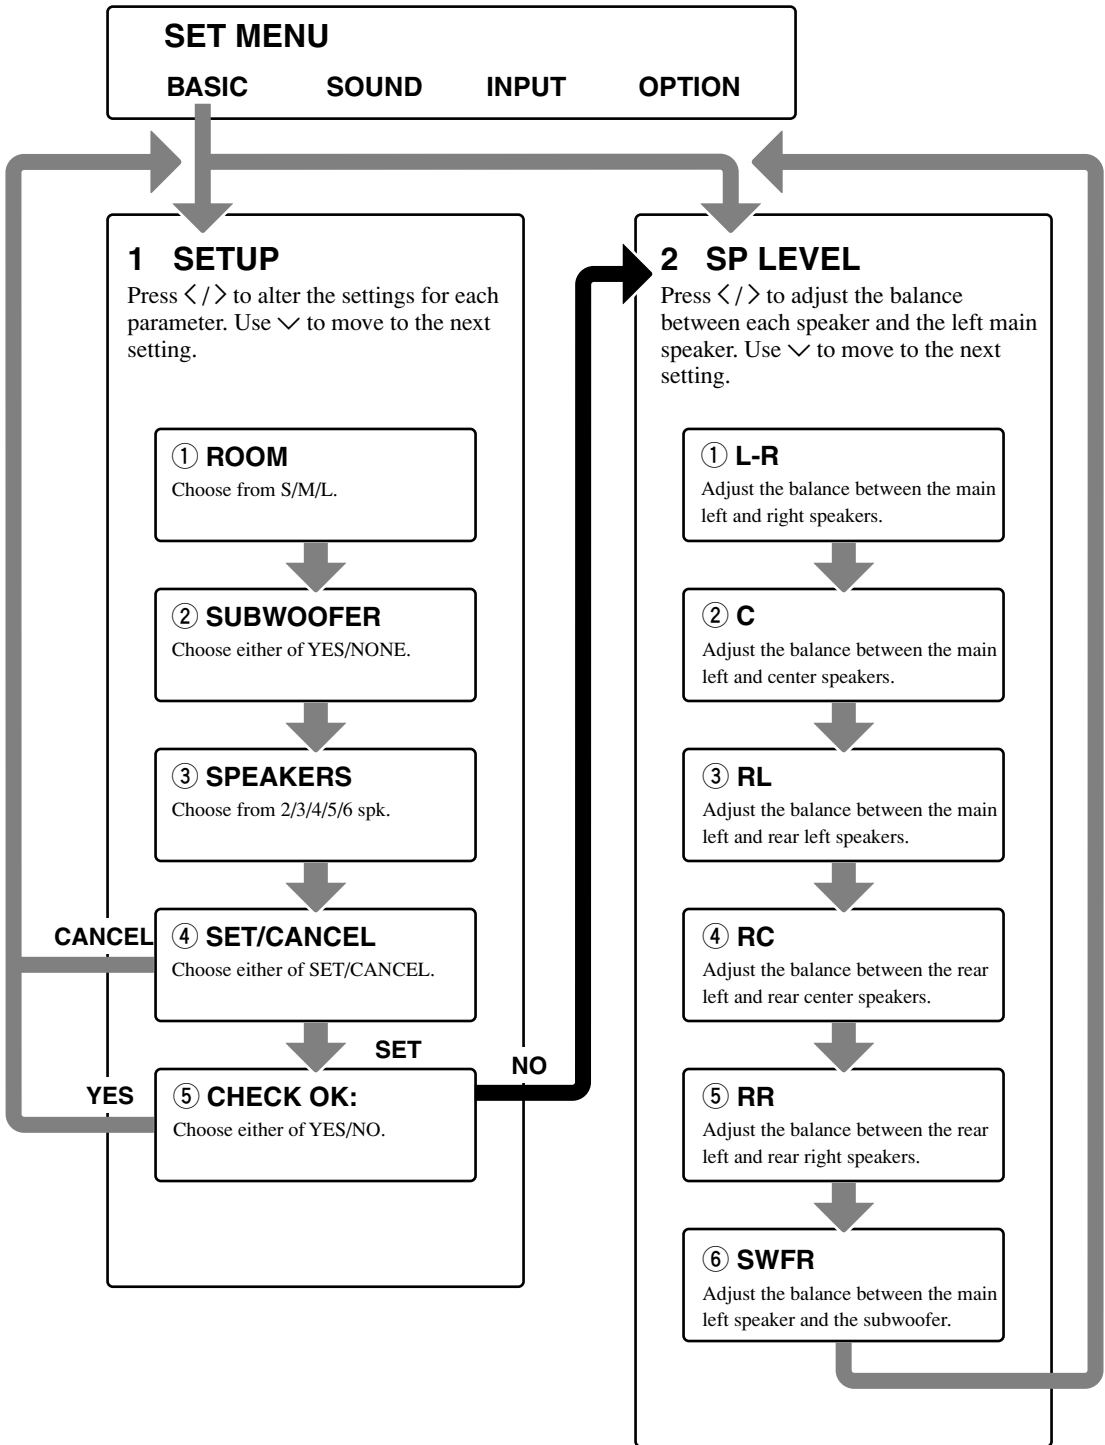 SET MENU
BASIC SOUND INPUT OPTION
1 SETUP
Press ﹤/﹥ to alter the settings for each
parameter. Use ﹀ to move to the next
setting.
① ROOM
Choose from S/M/L.
② SUBWOOFER
Choose either of YES/NONE.
③ SPEAKERS
Choose from 2/3/4/5/6 spk.
CANCEL
④ SET/CANCEL
Choose either of SET/CANCEL.
SET
NO
YES
⑤ CHECK OK:
Choose either of YES/NO.
2 SP LEVEL
Press ﹤/﹥ to adjust the balance
between each speaker and the left main
speaker. Use ﹀ to move to the next
setting.
① L-R
Adjust the balance between the main
left and right speakers.
② C
Adjust the balance between the main
left and center speakers.
③ RL
Adjust the balance between the main
left and rear left speakers.
④ RC
Adjust the balance between the rear
left and rear center speakers.
⑤ RR
Adjust the balance between the rear
left and rear right speakers.
⑥ SWFR
Adjust the balance between the main
left speaker and the subwoofer.